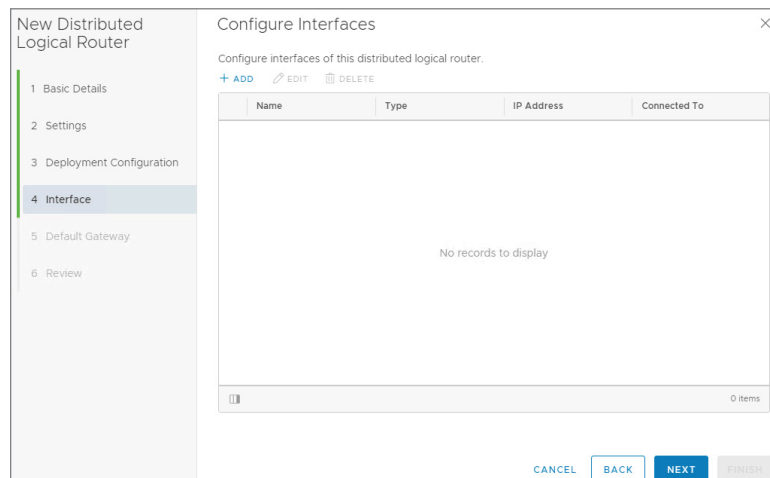 New Distributed
Logical Router
1 Basic Details
2 Settings
3 Deployment Configuration
4 Interface
5 Default Gateway
6 Review
Configure Interfaces
Configure interfaces of this distributed logical router.
+ ADD EDIT DELETE
Name Type IP Address Connected To
No records to display
0 items
CANCEL BACK NEXT FINISH